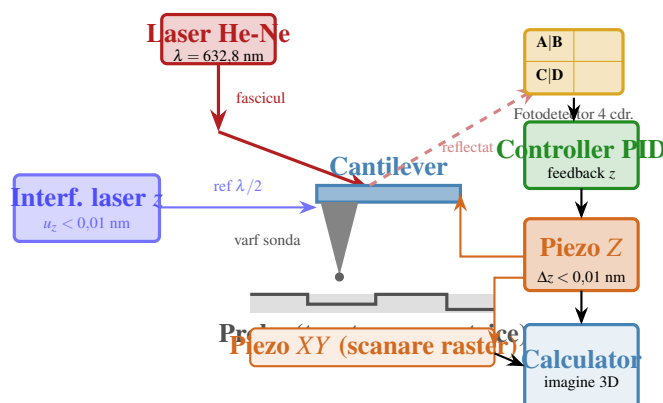 Laser He-Ne
λ = 632,8 nm
A|B
C|D
fascicul
Fotodetector 4 cdr.
reflectat
Controller PID
feedback z
Cantilever
Interf. laser z
u_z < 0,01 nm
ref λ/2
varf sonda
Piezo Z
Δz < 0,01 nm
Piezo XY (scanare raster)
Calculator
imagine 3D